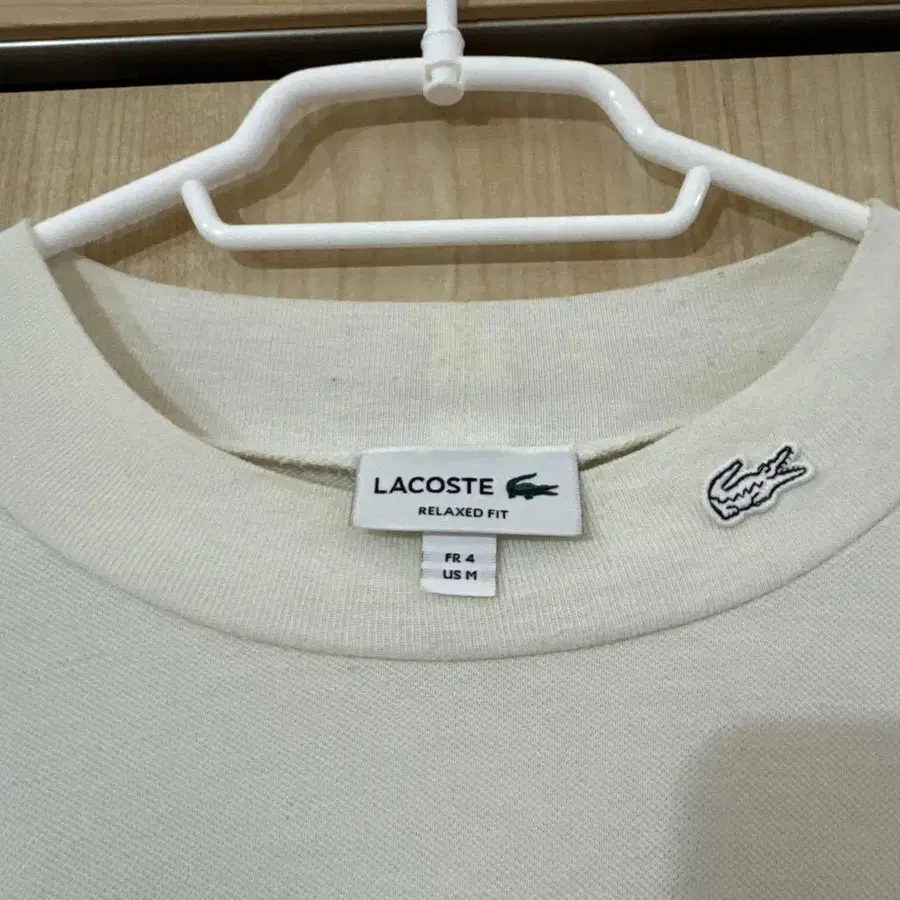 LACOSTE
RELAXED FIT
FR 4
US M